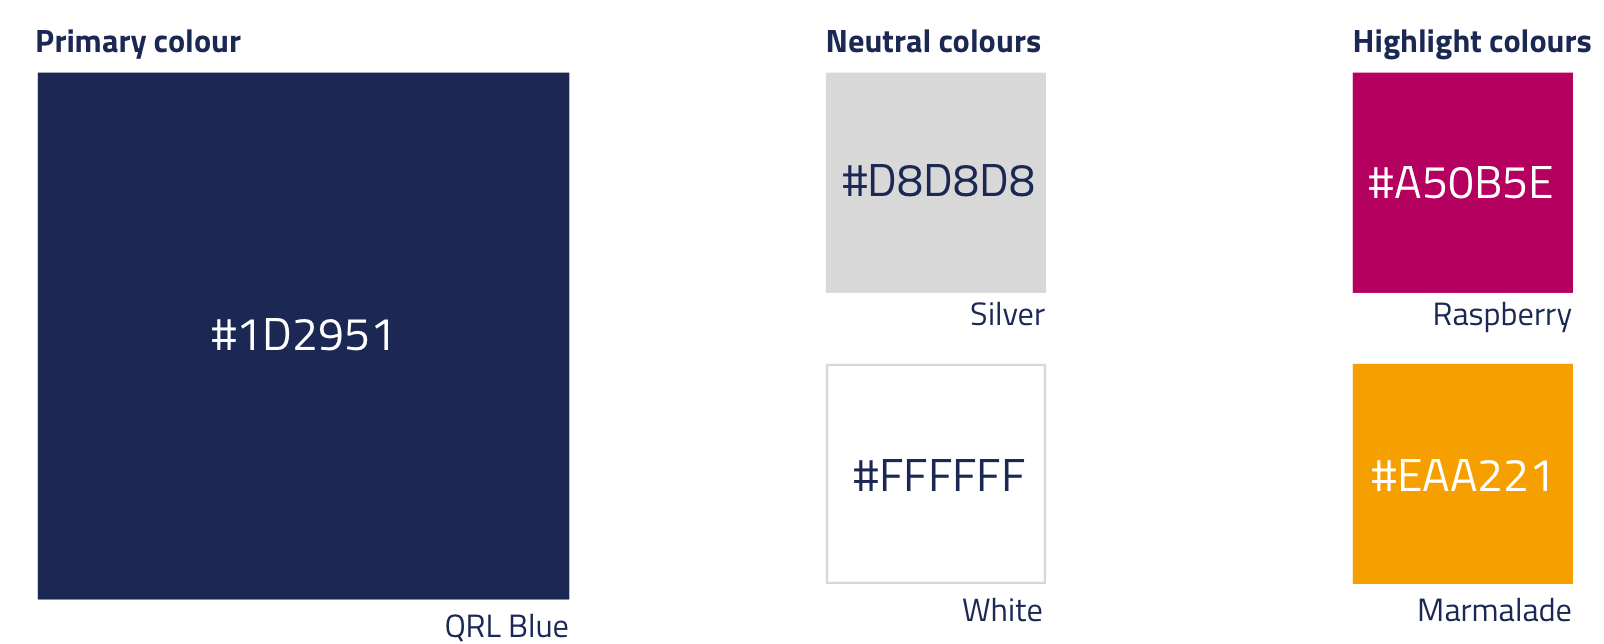 Primary colour
#1D2951
QRL Blue
Neutral colours
#D8D8D8
Silver
#FFFFFF
White
Highlight colours
#A50B5E
Raspberry
#EAA221
Marmalade